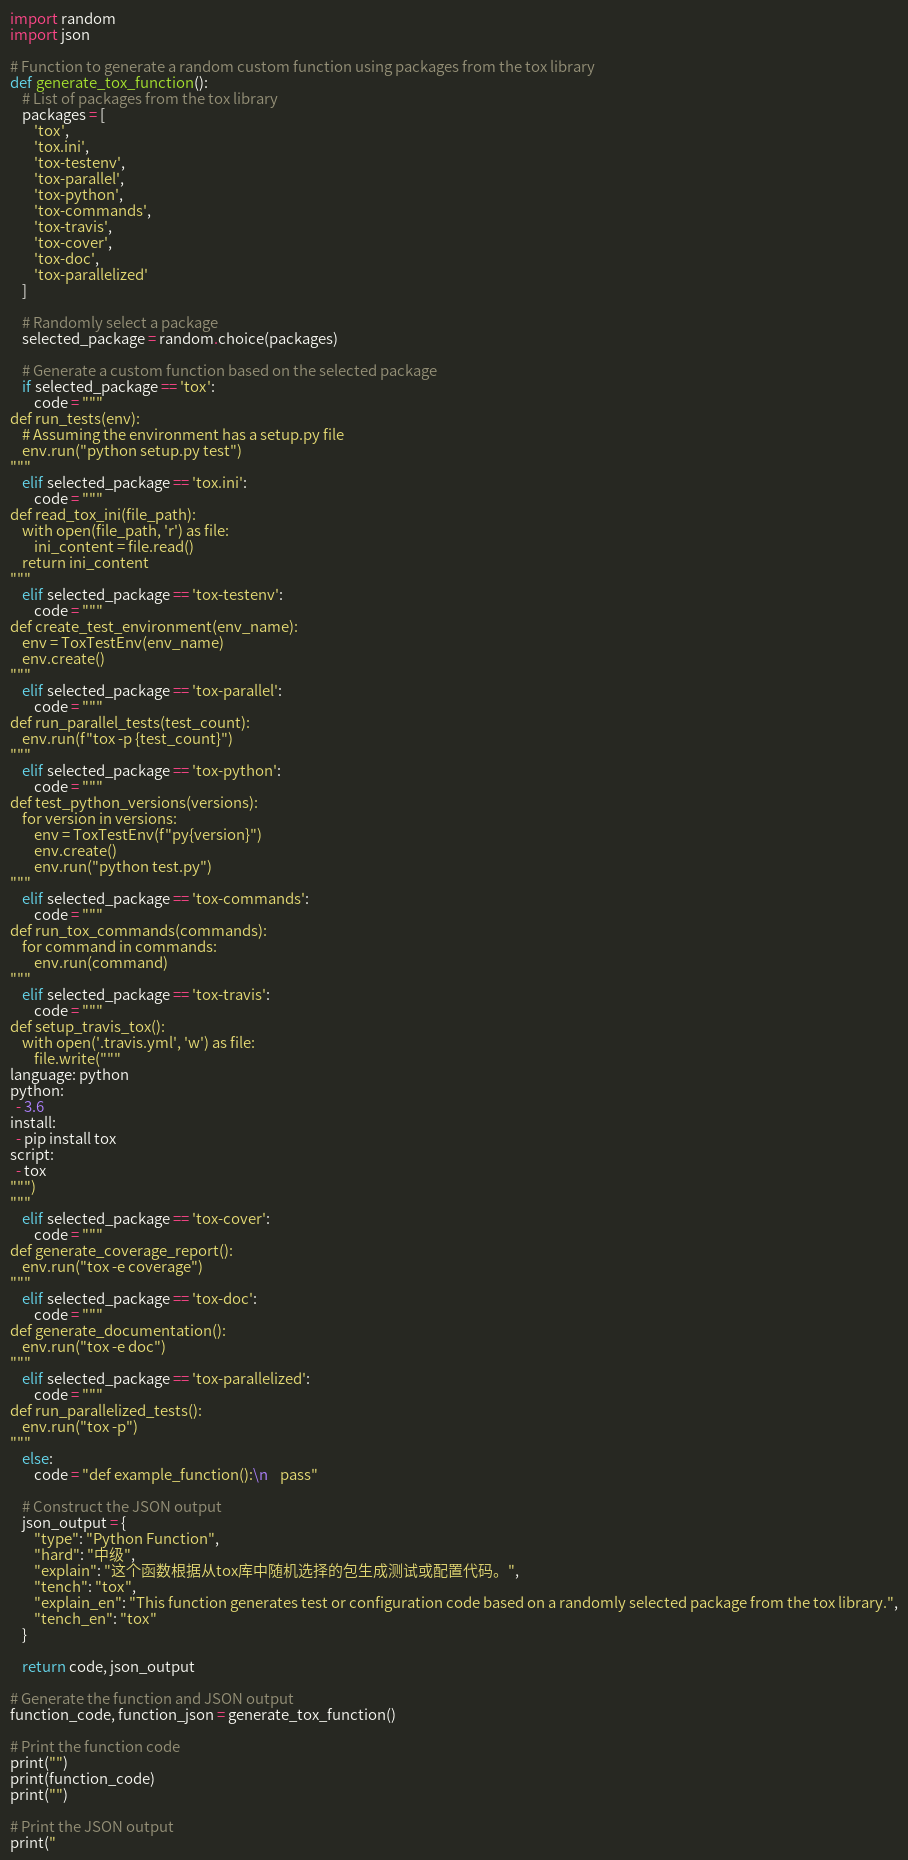 import random
import json

# Function to generate a random custom function using packages from the tox library
def generate_tox_function():
    # List of packages from the tox library
    packages = [
        'tox',
        'tox.ini',
        'tox-testenv',
        'tox-parallel',
        'tox-python',
        'tox-commands',
        'tox-travis',
        'tox-cover',
        'tox-doc',
        'tox-parallelized'
    ]

    # Randomly select a package
    selected_package = random.choice(packages)

    # Generate a custom function based on the selected package
    if selected_package == 'tox':
        code = """
def run_tests(env):
    # Assuming the environment has a setup.py file
    env.run("python setup.py test")
"""
    elif selected_package == 'tox.ini':
        code = """
def read_tox_ini(file_path):
    with open(file_path, 'r') as file:
        ini_content = file.read()
    return ini_content
"""
    elif selected_package == 'tox-testenv':
        code = """
def create_test_environment(env_name):
    env = ToxTestEnv(env_name)
    env.create()
"""
    elif selected_package == 'tox-parallel':
        code = """
def run_parallel_tests(test_count):
    env.run(f"tox -p {test_count}")
"""
    elif selected_package == 'tox-python':
        code = """
def test_python_versions(versions):
    for version in versions:
        env = ToxTestEnv(f"py{version}")
        env.create()
        env.run("python test.py")
"""
    elif selected_package == 'tox-commands':
        code = """
def run_tox_commands(commands):
    for command in commands:
        env.run(command)
"""
    elif selected_package == 'tox-travis':
        code = """
def setup_travis_tox():
    with open('.travis.yml', 'w') as file:
        file.write("""
language: python
python:
  - 3.6
install:
  - pip install tox
script:
  - tox
""")
"""
    elif selected_package == 'tox-cover':
        code = """
def generate_coverage_report():
    env.run("tox -e coverage")
"""
    elif selected_package == 'tox-doc':
        code = """
def generate_documentation():
    env.run("tox -e doc")
"""
    elif selected_package == 'tox-parallelized':
        code = """
def run_parallelized_tests():
    env.run("tox -p")
"""
    else:
        code = "def example_function():\n    pass"

    # Construct the JSON output
    json_output = {
        "type": "Python Function",
        "hard": "中级",
        "explain": "这个函数根据从tox库中随机选择的包生成测试或配置代码。",
        "tench": "tox",
        "explain_en": "This function generates test or configuration code based on a randomly selected package from the tox library.",
        "tench_en": "tox"
    }

    return code, json_output

# Generate the function and JSON output
function_code, function_json = generate_tox_function()

# Print the function code
print("")
print(function_code)
print("")

# Print the JSON output
print("